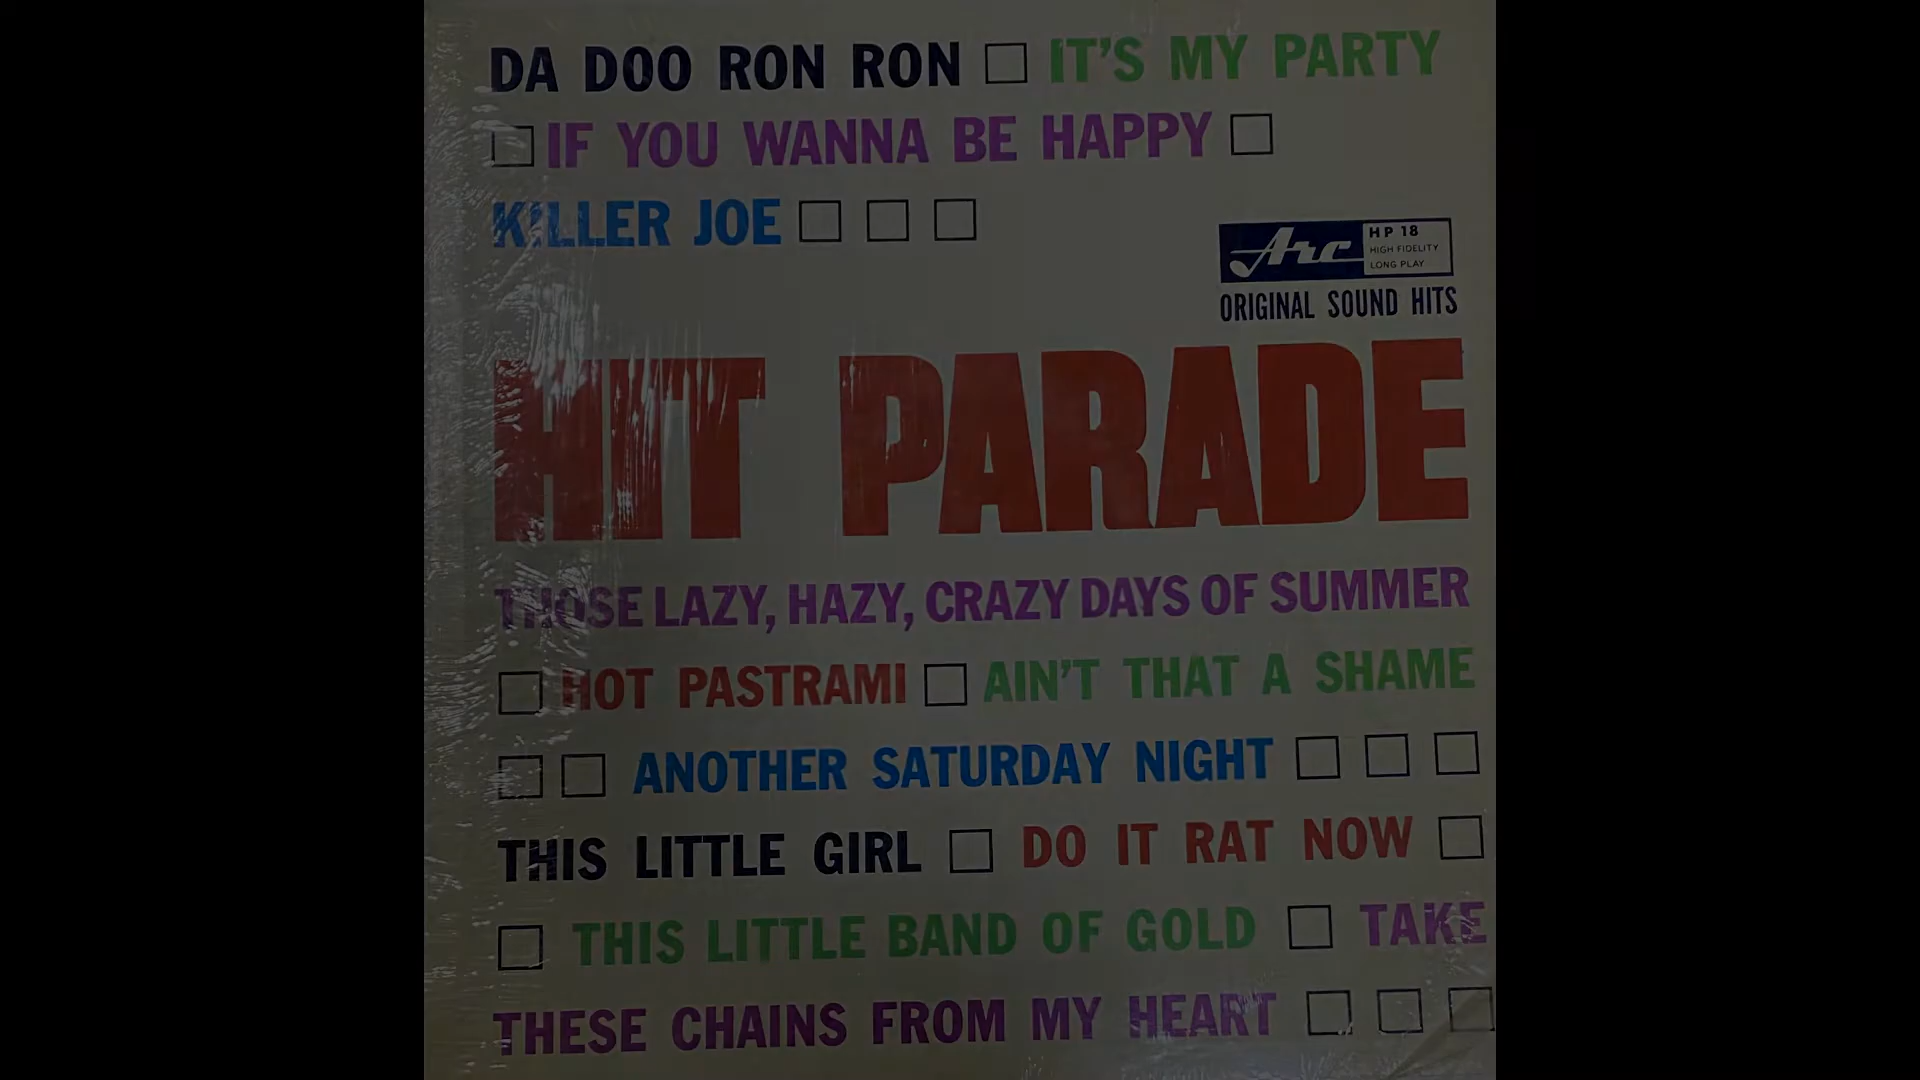 DA DOO RON RON □ IT'S MY PARTY
□ IF YOU WANNA BE HAPPY □
KILLER JOE □ □ □
Arc
HP 18
HIGH FIDELITY
LONG PLAY
ORIGINAL SOUND HITS
HIT PARADE
THOSE LAZY, HAZY, CRAZY DAYS OF SUMMER
□ HOT PASTRAMI □ AIN'T THAT A SHAME
□ □ ANOTHER SATURDAY NIGHT □ □ □
THIS LITTLE GIRL □ DO IT RAT NOW □
□ THIS LITTLE BAND OF GOLD □ TAKE
THESE CHAINS FROM MY HEART □ □ □